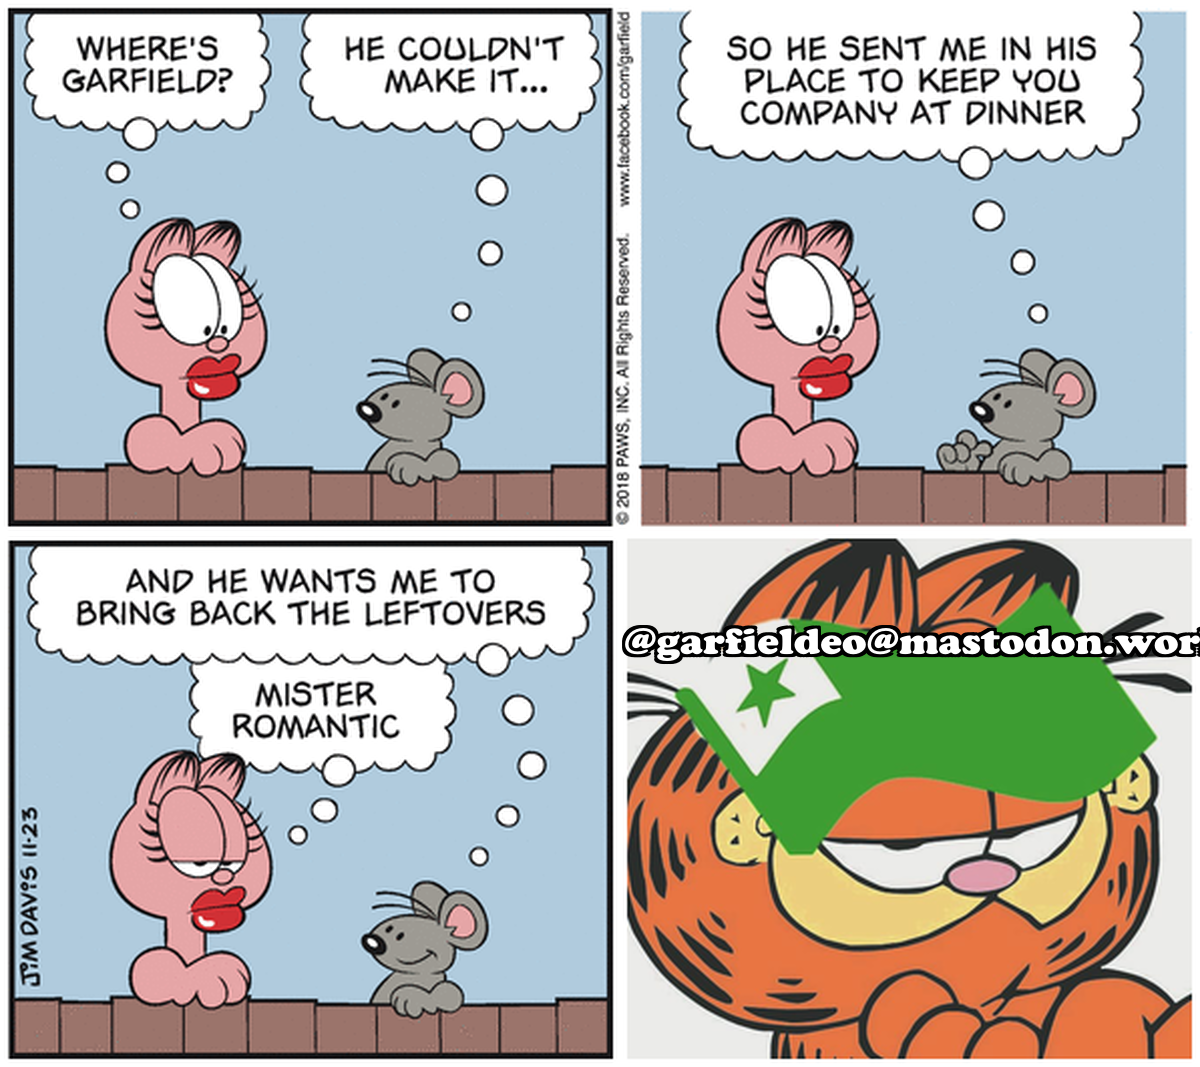 WHERE'S
GARFIELD?
HE COULDN'T
MAKE IT...
© 2018 PAWS, INC. All Rights Reserved. www.facebook.com/garfield
SO HE SENT ME IN HIS
PLACE TO KEEP YOU
COMPANY AT DINNER
AND HE WANTS ME TO
BRING BACK THE LEFTOVERS
MISTER
ROMANTIC
JIM DAVIS 11·23
@garfieldeo@mastodon.wor